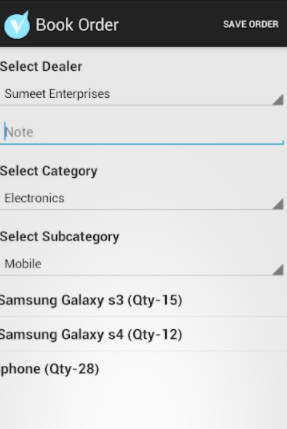 Book Order
SAVE ORDER
Select Dealer
Sumeet Enterprises
Note
Select Category
Electronics
Select Subcategory
Mobile
Samsung Galaxy s3 (Qty-15)
Samsung Galaxy s4 (Qty-12)
phone (Qty-28)